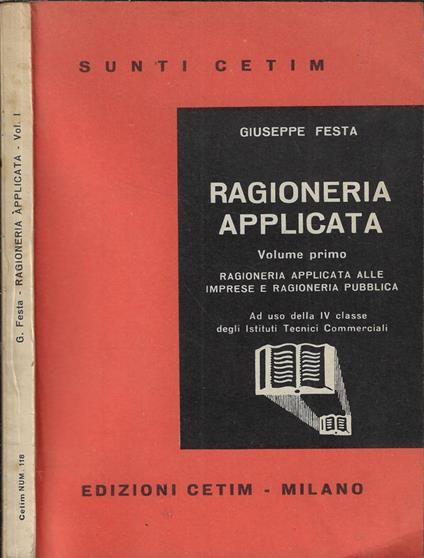 SUNTI CETIM
GIUSEPPE FESTA
RAGIONERIA
APPLICATA
Volume primo
RAGIONERIA APPLICATA ALLE
IMPRESE E RAGIONERIA PUBBLICA
Ad uso della IV classe
degli Istituti Tecnici Commerciali
EDIZIONI CETIM - MILANO
G. Festa - RAGIONERIA APPLICATA - Vol. I
Cetim NUM. 118